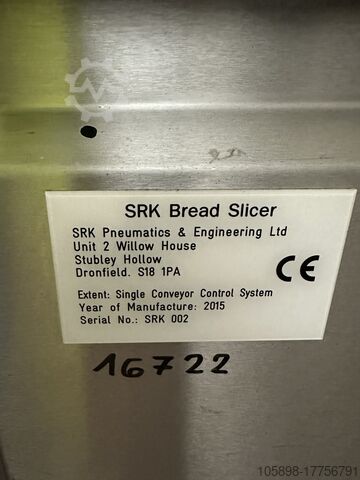 SRK Bread Slicer
SRK Pneumatics & Engineering Ltd
Unit 2 Willow House
Stubley Hollow
Dronfield. S18 1PA
CE
Extent: Single Conveyor Control System
Year of Manufacture: 2015
Serial No.: SRK 002
16722
105898-17756791